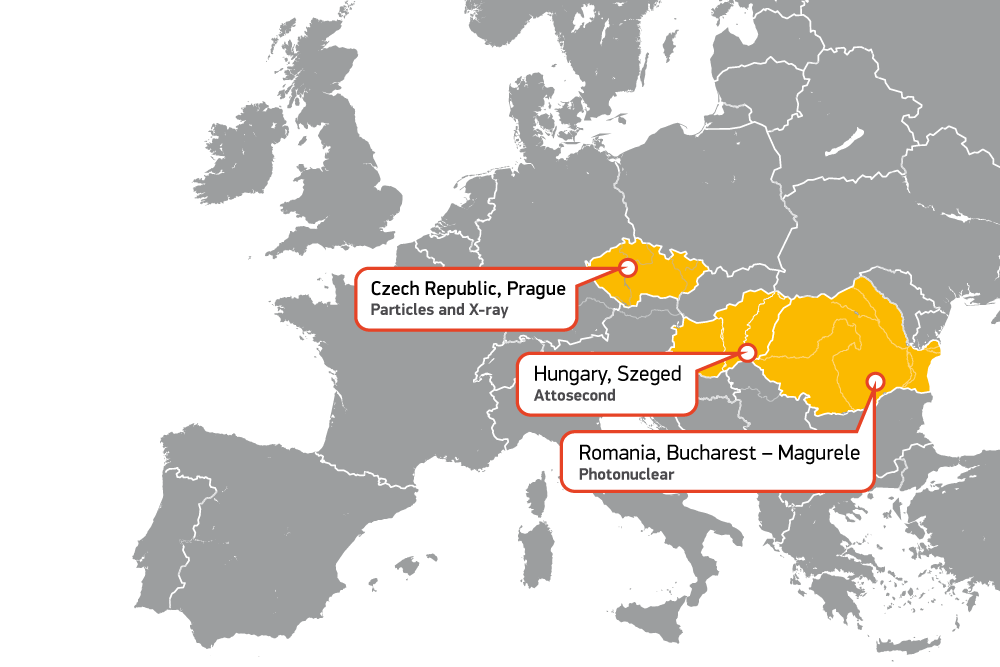 Czech Republic, Prague
Particles and X-ray
Hungary, Szeged
Attosecond
Romania, Bucharest – Magurele
Photonuclear